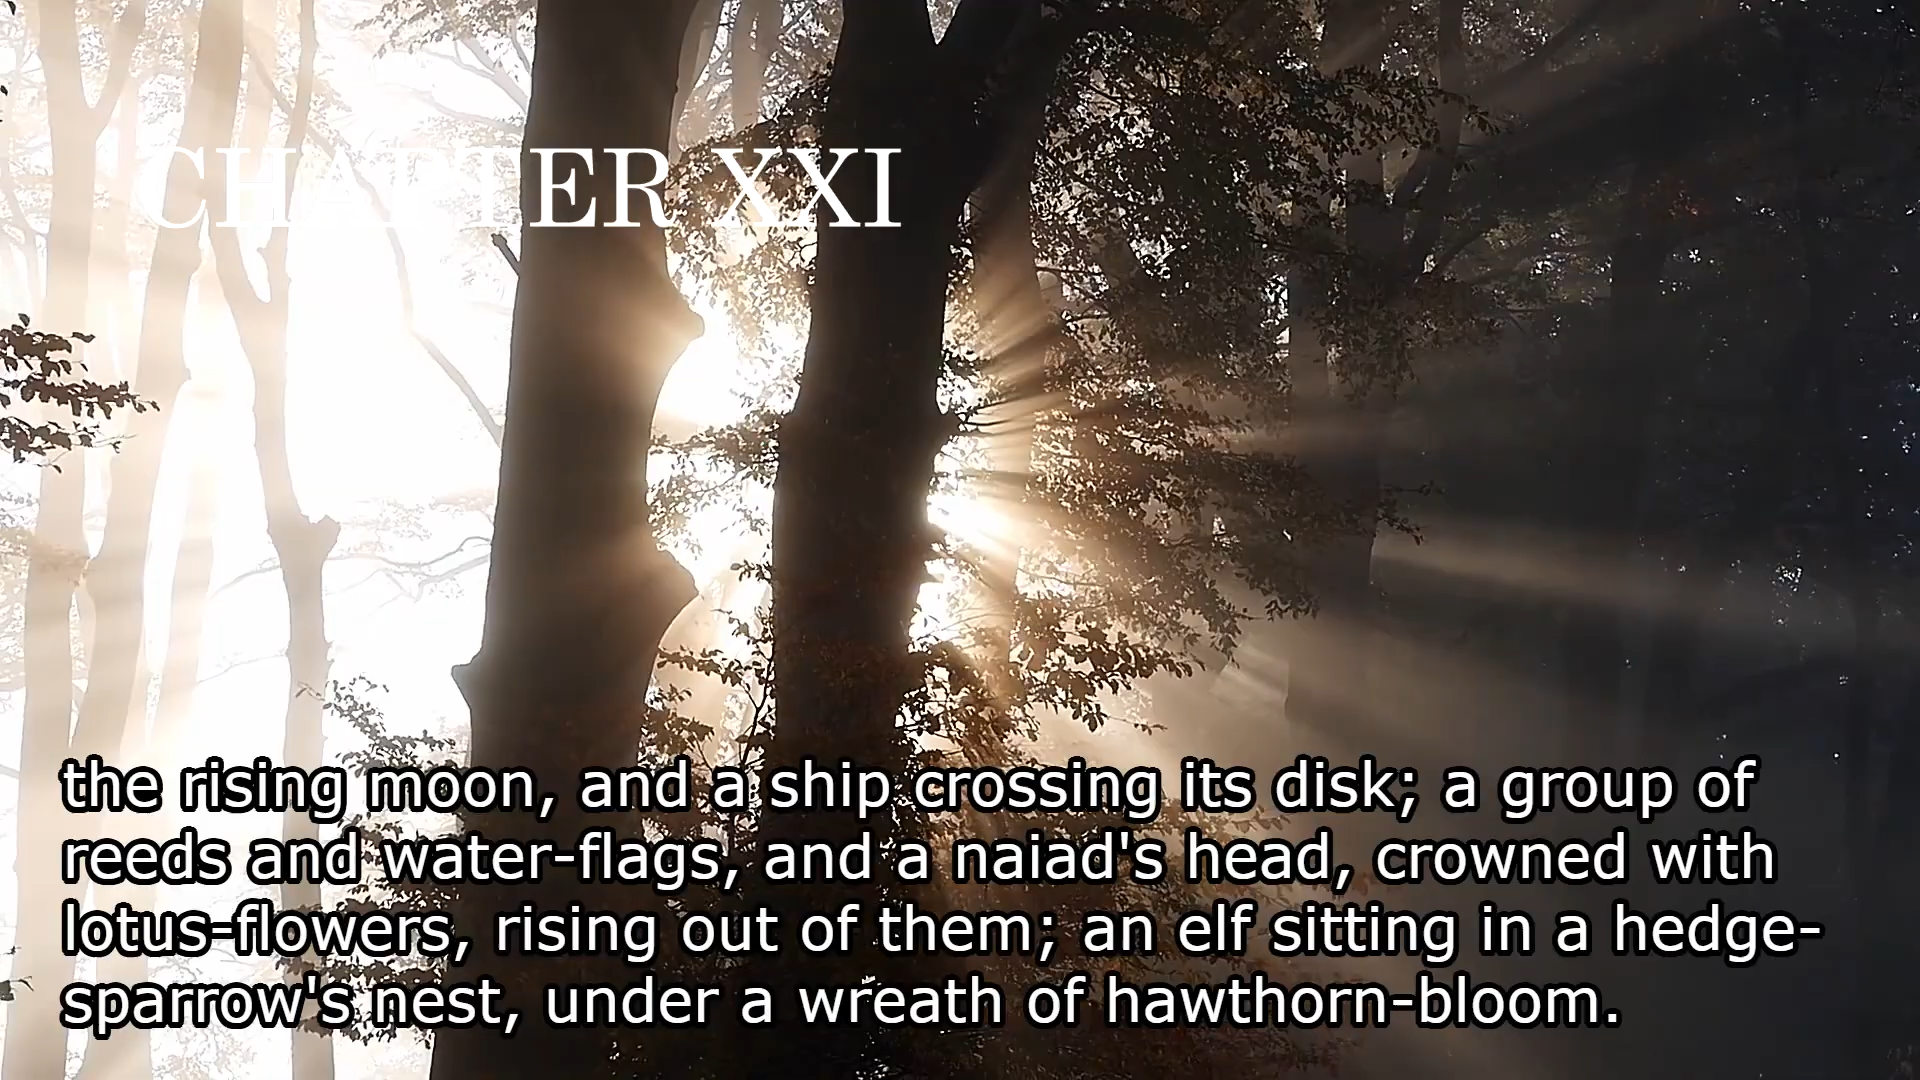 CHAPTER XXI
the rising moon, and a ship crossing its disk; a group of
reeds and water-flags, and a naiad's head, crowned with
lotus-flowers, rising out of them; an elf sitting in a hedge-
sparrow's nest, under a wreath of hawthorn-bloom.